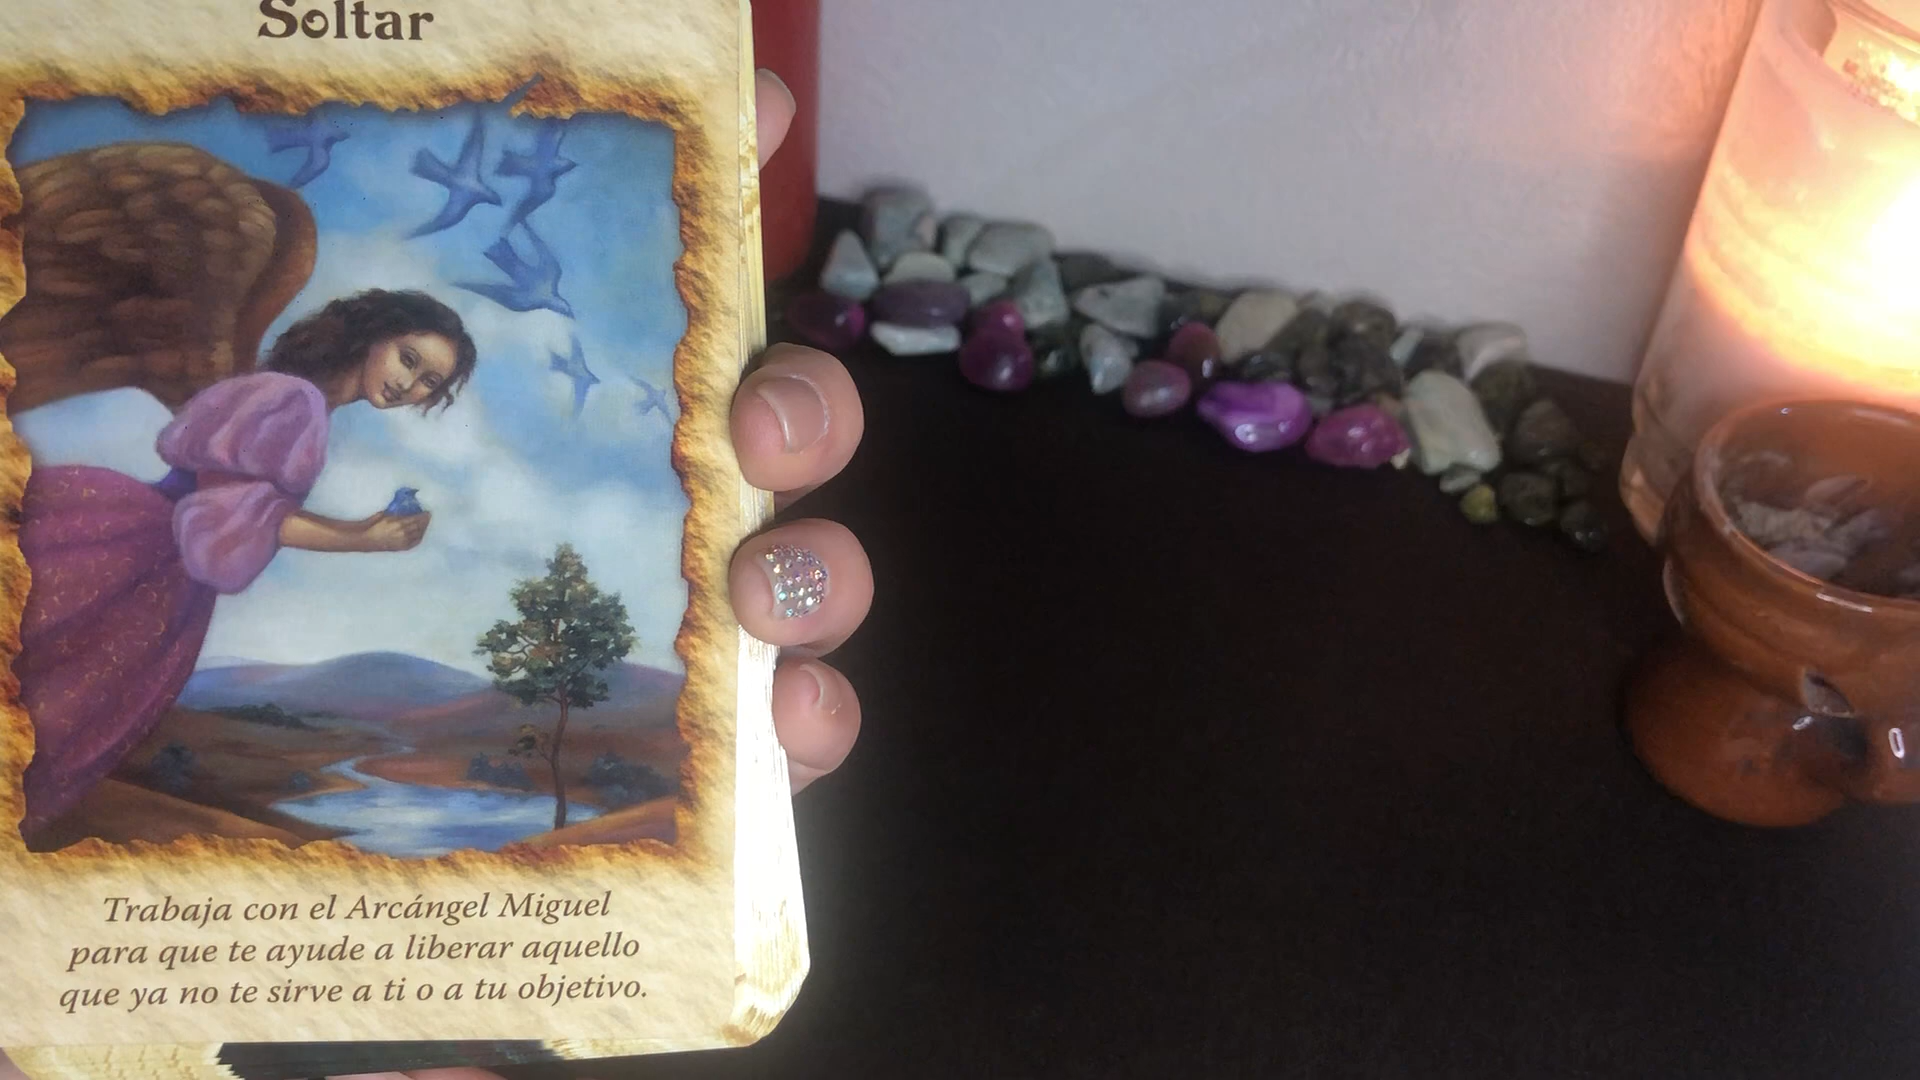 Soltar
Trabaja con el Arcángel Miguel
para que te ayude a liberar aquello
que ya no te sirve a ti o a tu objetivo.